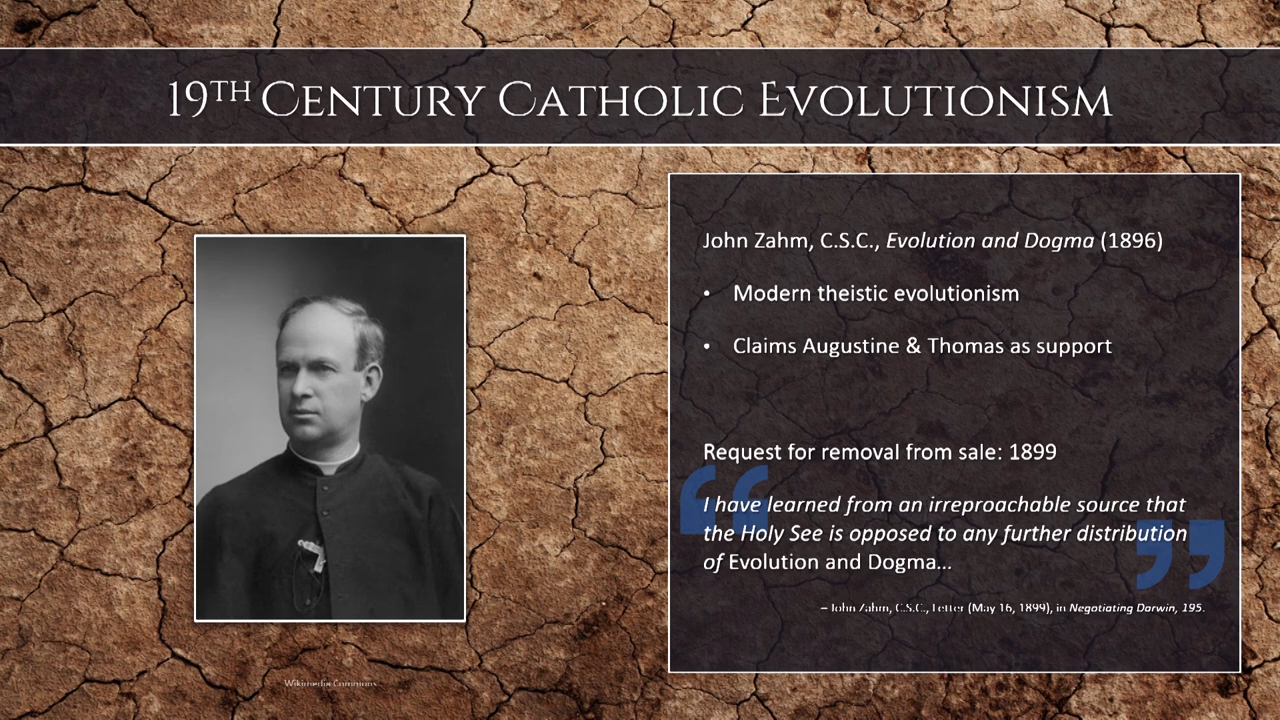 19TH CENTURY CATHOLIC EVOLUTIONISM
John Zahm, C.S.C., Evolution and Dogma (1896)
• Modern theistic evolutionism
• Claims Augustine & Thomas as support
Request for removal from sale: 1899
“
I have learned from an irreproachable source that
the Holy See is opposed to any further distribution
of Evolution and Dogma...
”
– John Zahm, C.S.C., Letter (May 16, 1899), in Negotiating Darwin, 195.
Wikimedia Commons